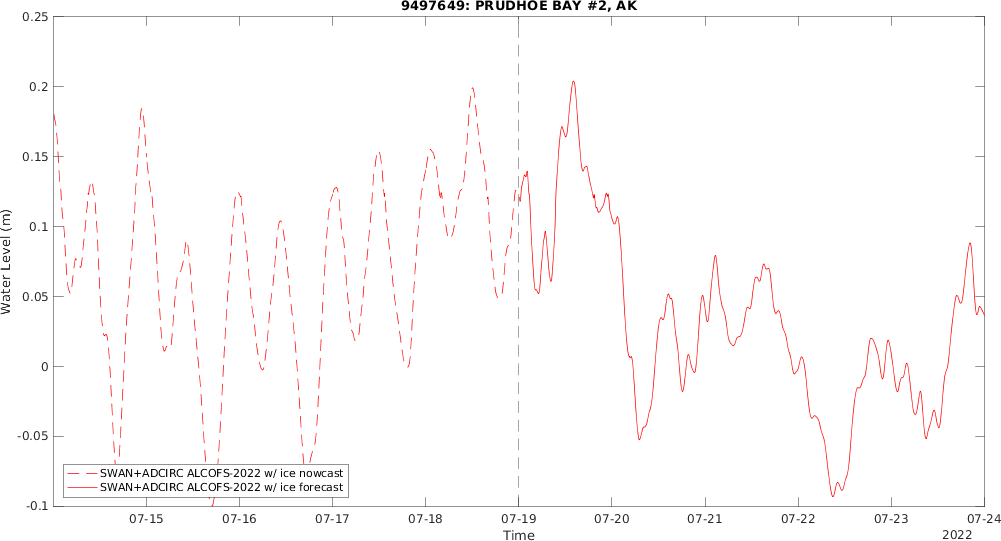 9497649: PRUDHOE BAY #2, AK
0.25
0.2
0.15
0.1
0.05
0
-0.05
-0.1
Water Level (m)
SWAN+ADCIRC ALCOFS-2022 w/ ice nowcast
SWAN+ADCIRC ALCOFS-2022 w/ ice forecast
07-15 07-16 07-17 07-18 07-19 07-20 07-21 07-22 07-23 07-24
Time
2022